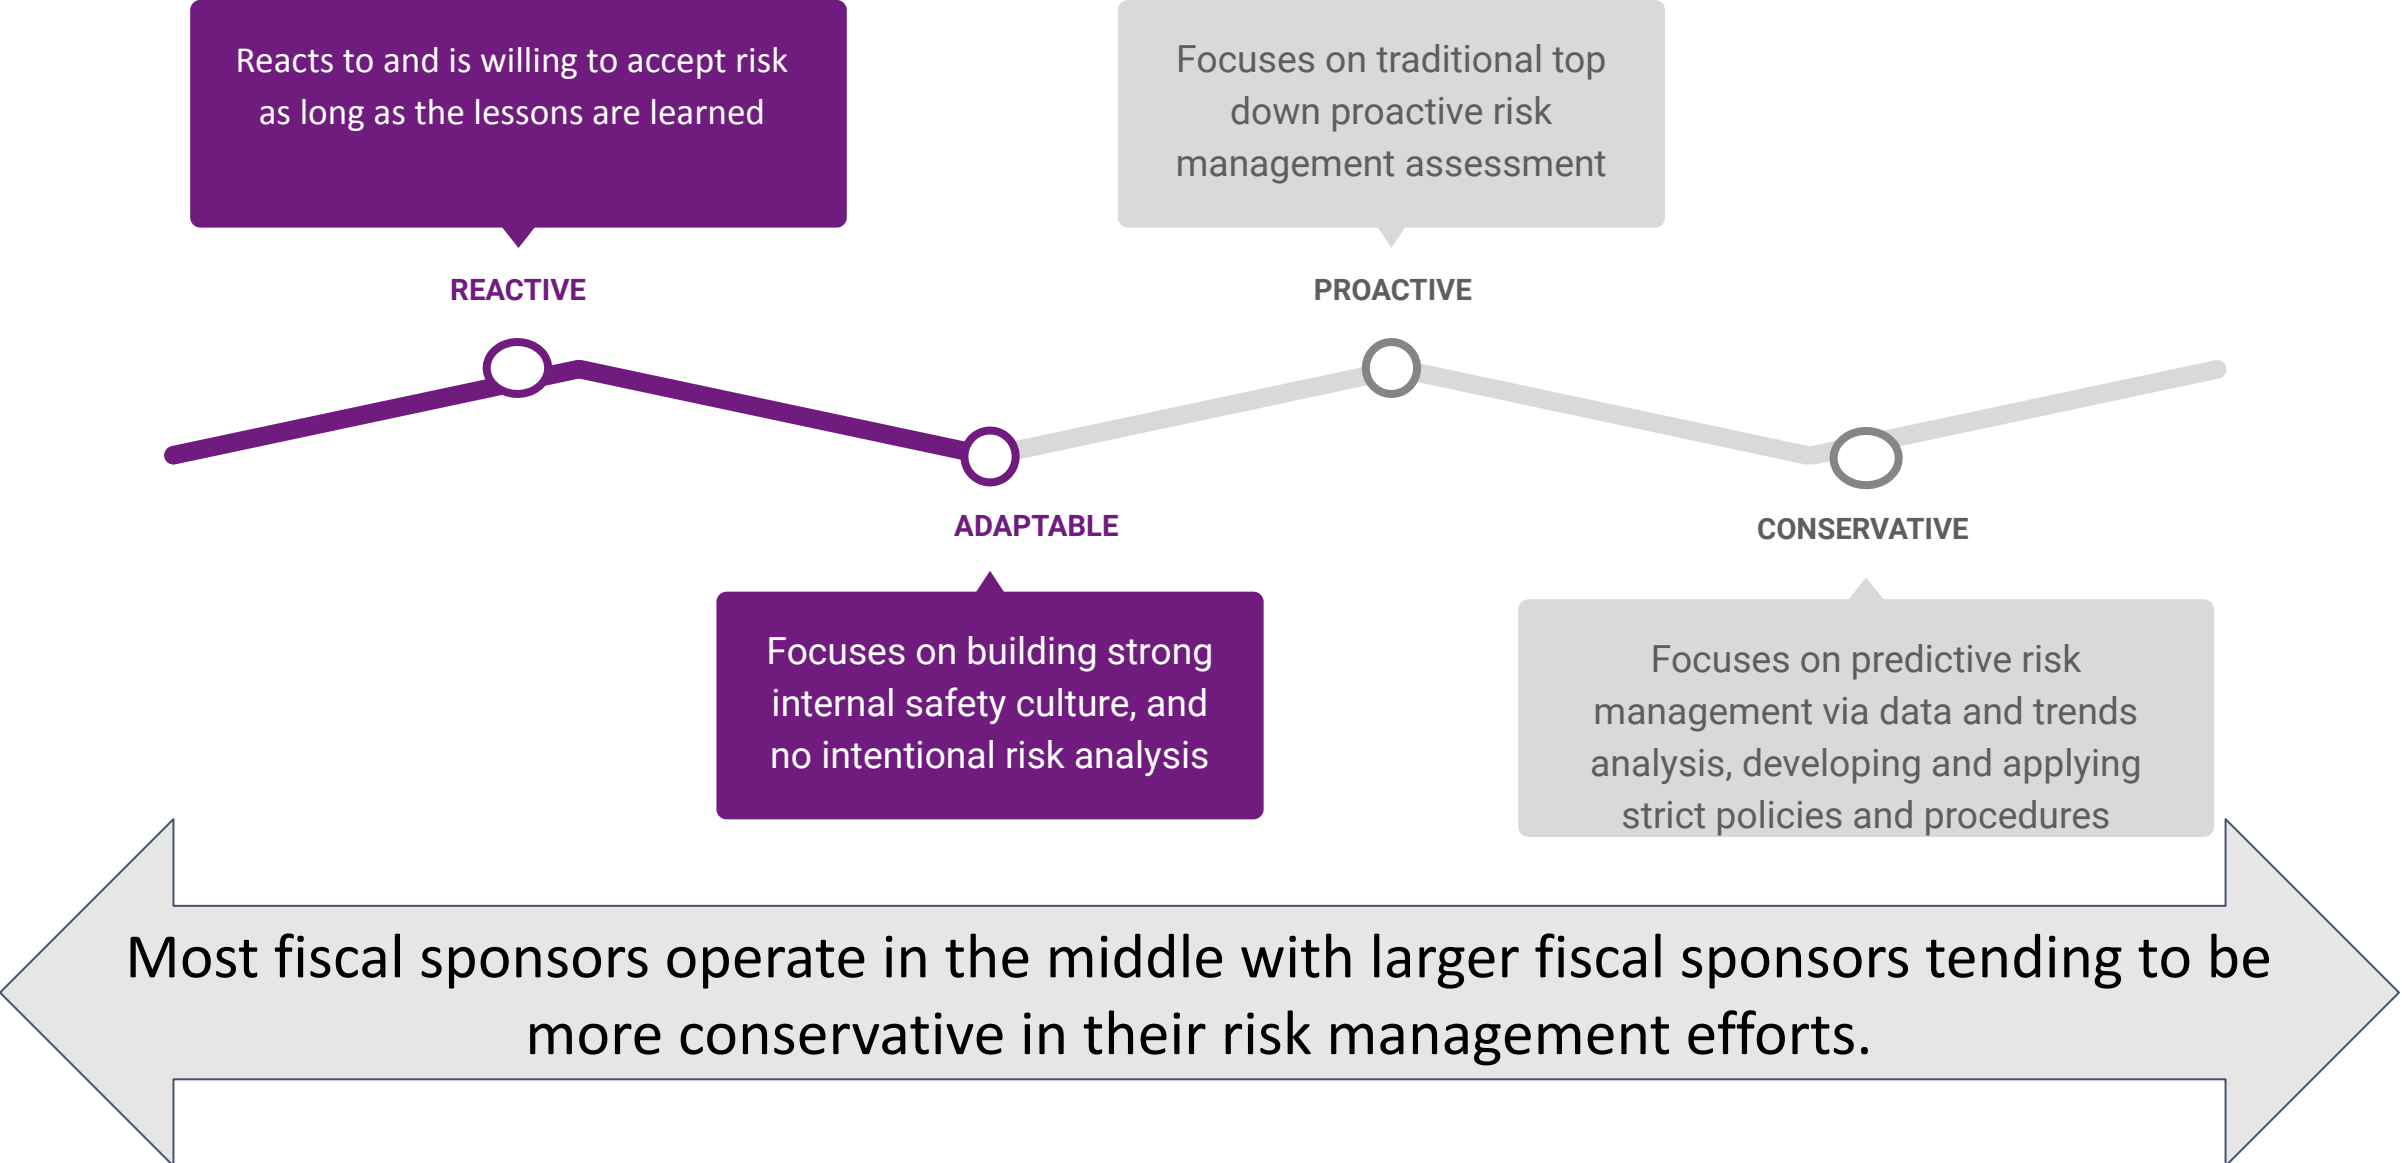 Reacts to and is willing to accept risk
as long as the lessons are learned
REACTIVE
Focuses on traditional top
down proactive risk
management assessment
PROACTIVE
ADAPTABLE
Focuses on building strong
internal safety culture, and
no intentional risk analysis
CONSERVATIVE
Focuses on predictive risk
management via data and trends
analysis, developing and applying
strict policies and procedures
Most fiscal sponsors operate in the middle with larger fiscal sponsors tending to be
more conservative in their risk management efforts.